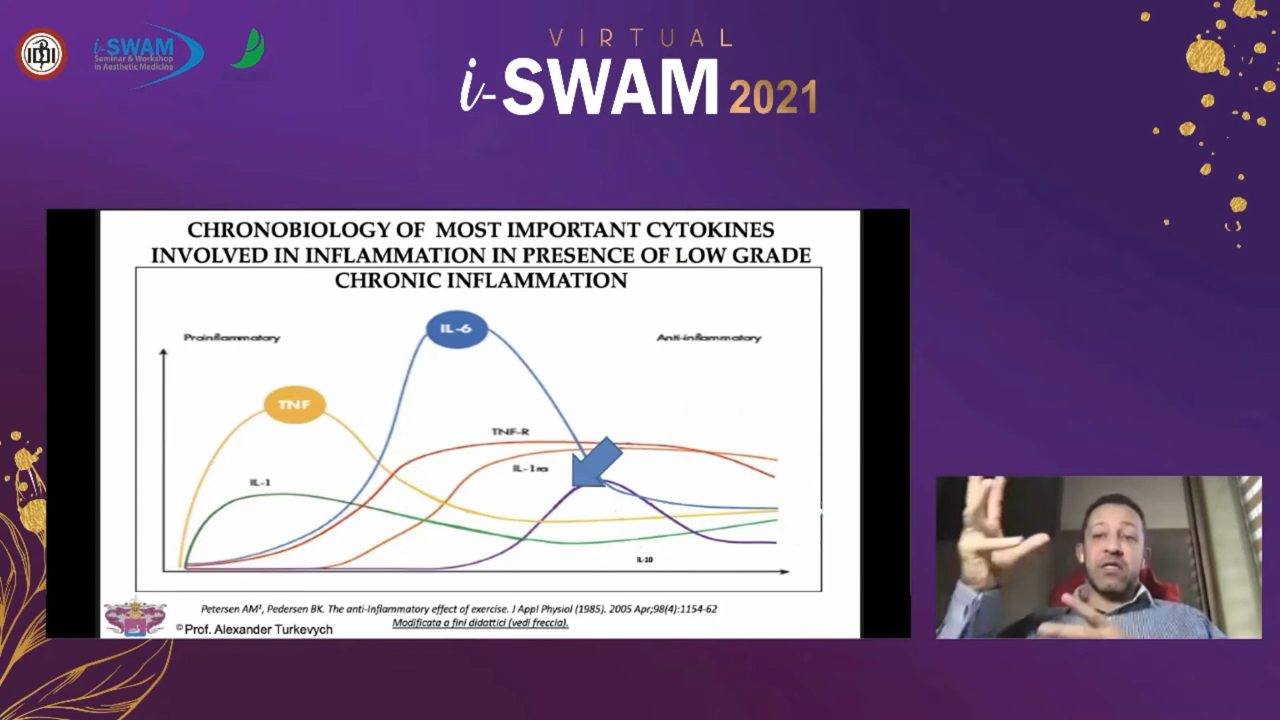 i-SWAM
Seminar & Workshop
in Aesthetic Medicine
VIRTUAL
i-SWAM 2021
CHRONOBIOLOGY OF MOST IMPORTANT CYTOKINES
INVOLVED IN INFLAMMATION IN PRESENCE OF LOW GRADE
CHRONIC INFLAMMATION
Proinflammatory
IL-6
Anti-inflammatory
TNF
TNF-R
IL-1ra
IL-1
IL-10
Petersen AM¹, Pedersen BK. The anti-Inflammatory effect of exercise. J Appl Physiol (1985). 2005 Apr;98(4):1154-62
Modificata a fini didattici (vedi freccia).
©Prof. Alexander Turkevych